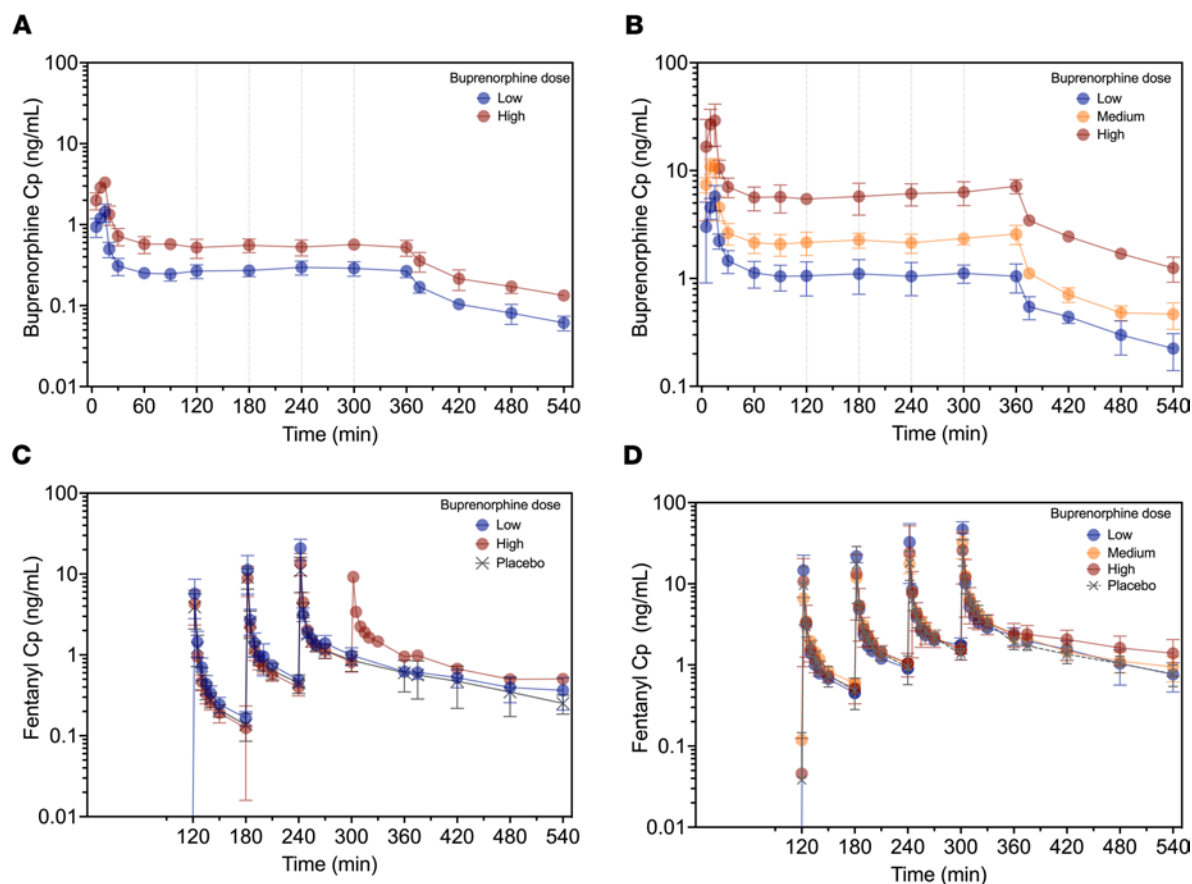 A
Buprenorphine Cp (ng/mL)
100
10
1
0.1
0.01
Buprenorphine dose
Low
High
0 60 120 180 240 300 360 420 480 540
Time (min)
B
Buprenorphine Cp (ng/mL)
100
10
1
0.1
Buprenorphine dose
Low
Medium
High
0 60 120 180 240 300 360 420 480 540
Time (min)
C
Fentanyl Cp (ng/mL)
100
10
1
0.1
0.01
Buprenorphine dose
Low
High
Placebo
120 180 240 300 360 420 480 540
Time (min)
D
Fentanyl Cp (ng/mL)
100
10
1
0.1
0.01
Buprenorphine dose
Low
Medium
High
Placebo
120 180 240 300 360 420 480 540
Time (min)